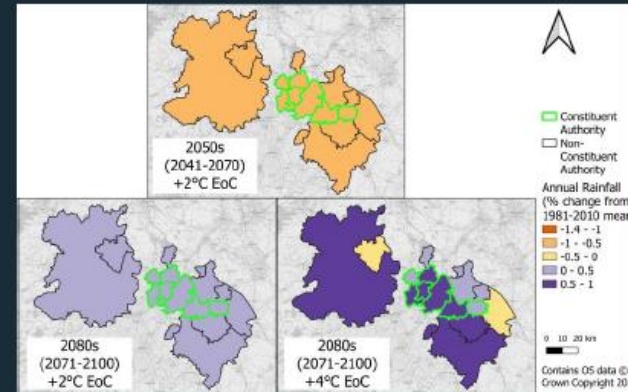 2050s
(2041-2070)
+2°C EoC
2080s
(2071-2100)
+2°C EoC
2080s
(2071-2100)
+4°C EoC
Constituent
Authority
Non-
Constituent
Authority
Annual Rainfall
(% change from
1981-2010 mean
-1.4 - -1
-1 - -0.5
-0.5 - 0
0 - 0.5
0.5 - 1
0 10 20 km
Contains OS data ©
Crown Copyright 20